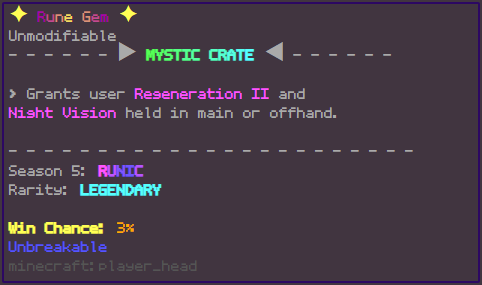 ✦ Rune Gem ✦
Unmodifiable
- - - - - - ▶ MYSTIC CRATE ◀ - - - - - -
› Grants user Regeneration II and
Night Vision held in main or offhand.
- - - - - - - - - - - - - - - - - - - - - - - -
Season 5: RUNIC
Rarity: LEGENDARY
Win Chance: 3%
Unbreakable
minecraft:player_head